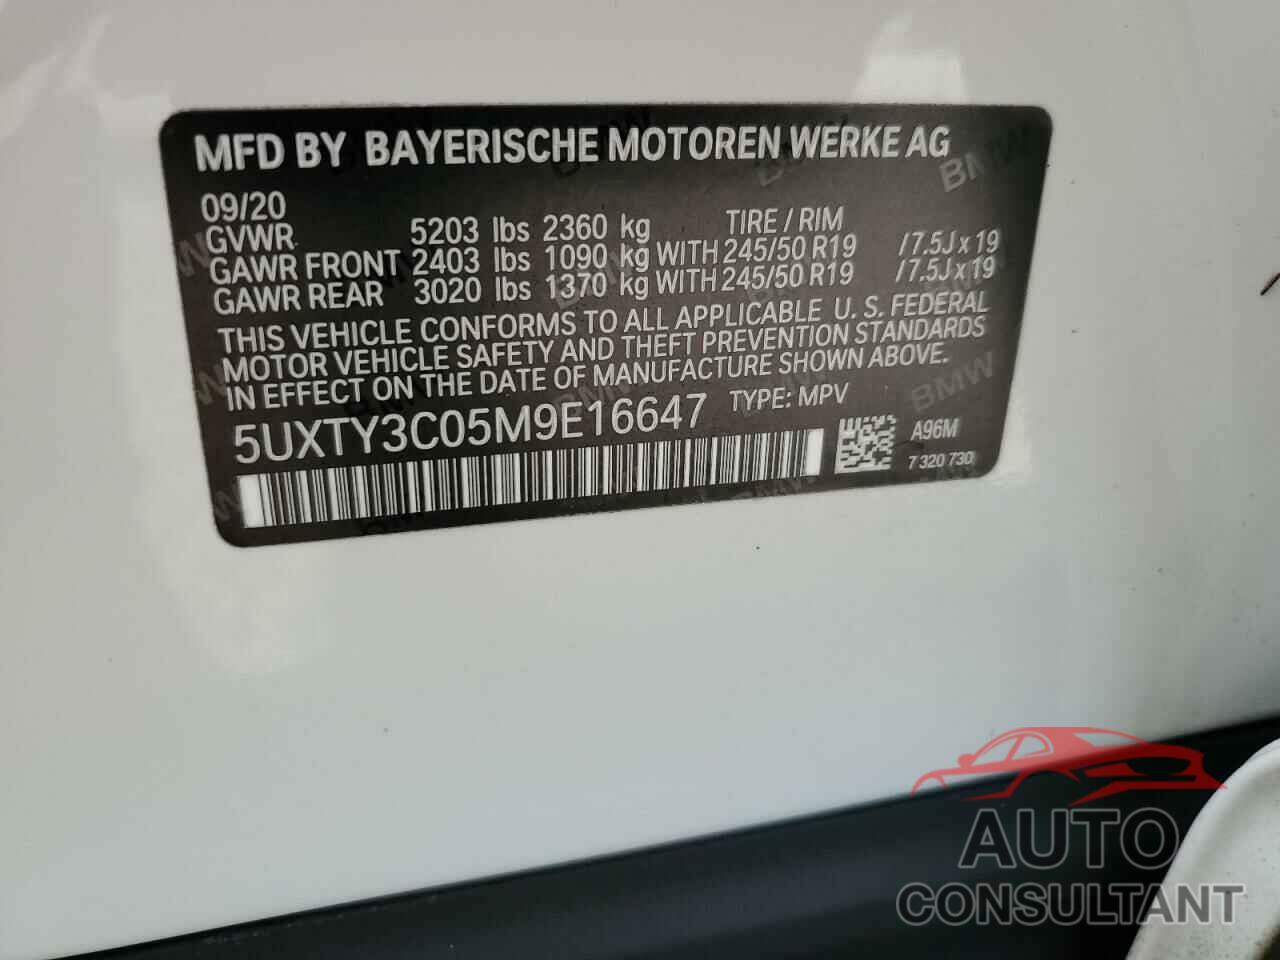 MFD BY BAYERISCHE MOTOREN WERKE AG
09/20 TIRE / RIM
GVWR 5203 lbs 2360 kg
GAWR FRONT 2403 lbs 1090 kg WITH 245/50 R19 /7.5J x 19
GAWR REAR 3020 lbs 1370 kg WITH 245/50 R19 /7.5J x 19
THIS VEHICLE CONFORMS TO ALL APPLICABLE U. S. FEDERAL
MOTOR VEHICLE SAFETY AND THEFT PREVENTION STANDARDS
IN EFFECT ON THE DATE OF MANUFACTURE SHOWN ABOVE.
5UXTY3C05M9E16647 TYPE: MPV
A96M
7 320 730
BMW
BMW
AUTO
CONSULTANT